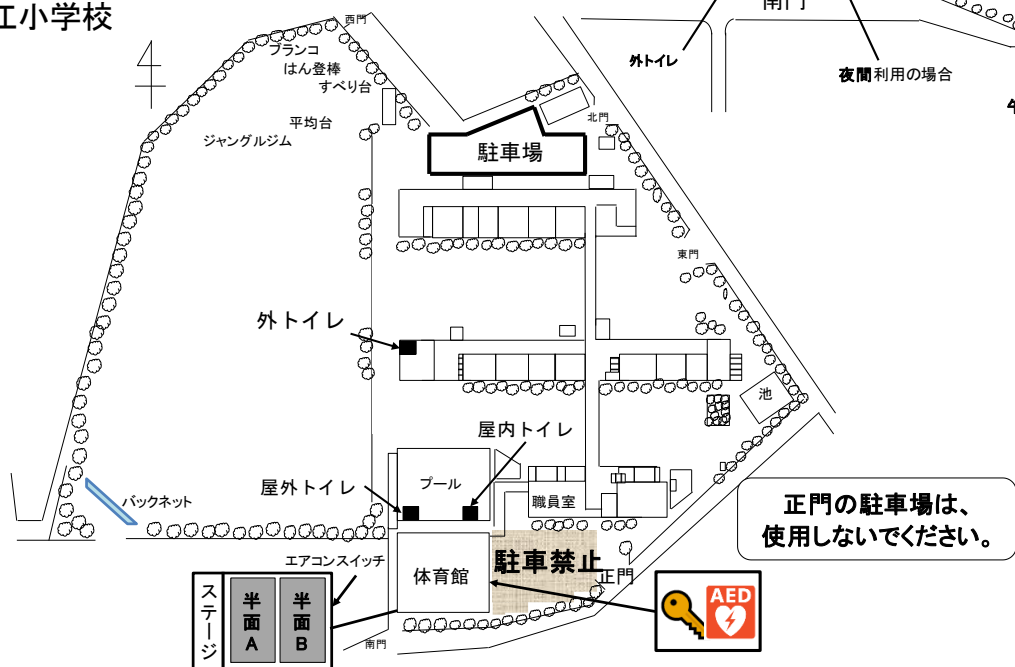 江小学校
南門
西門
ブランコ
はん登棒
すべり台
外トイレ
夜間利用の場合
平均台
ジャングルジム
北門
駐車場
東門
外トイレ
池
屋内トイレ
プール
屋外トイレ
バックネット
職員室
正門の駐車場は、
使用しないでください。
エアコンスイッチ
体育館
駐車禁止
正門
ステージ
半面A
半面B
AED
南門